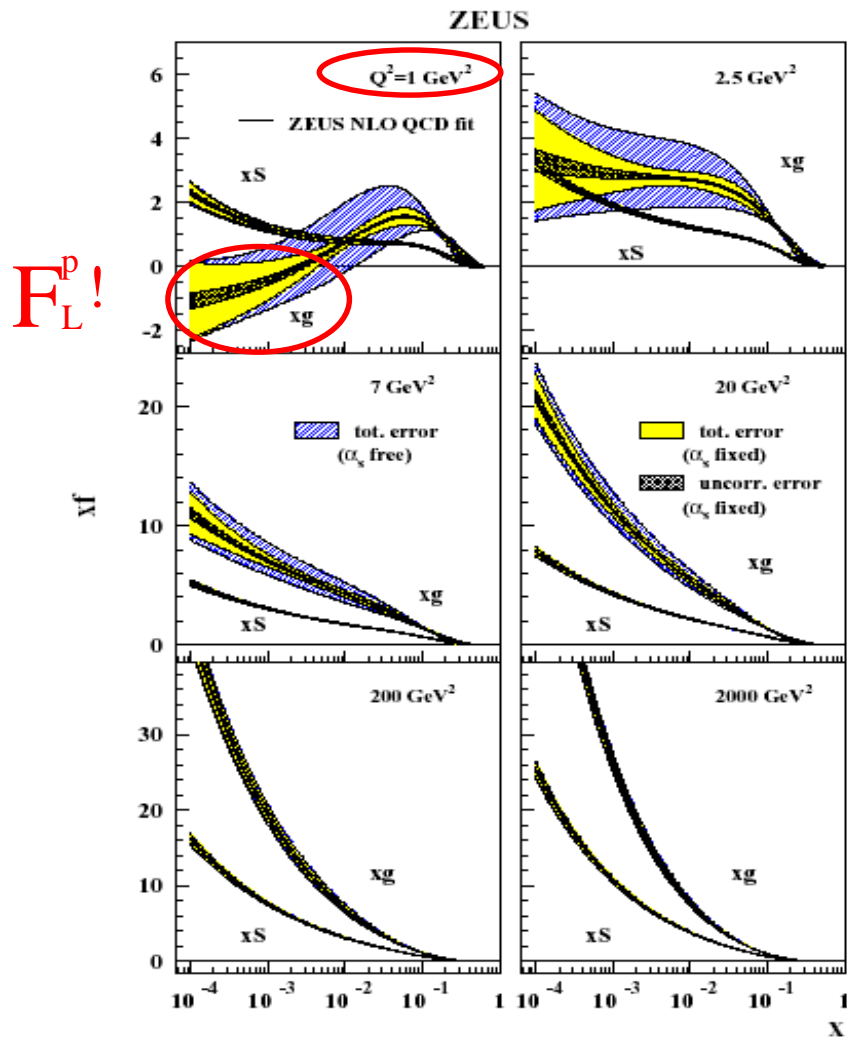 ZEUS
Q²=1 GeV²
2.5 GeV²
ZEUS NLO QCD fit
xS
xg
xg
xS
F_L^p !
6
4
2
0
-2
7 GeV²
20 GeV²
tot. error
(α_s free)
tot. error
(α_s fixed)
uncorr. error
(α_s fixed)
xf
xg
xS
xg
xS
20
10
0
200 GeV²
2000 GeV²
xg
xS
xg
xS
30
20
10
0
10⁻⁴ 10⁻³ 10⁻² 10⁻¹ 1
10⁻⁴ 10⁻³ 10⁻² 10⁻¹ 1
x